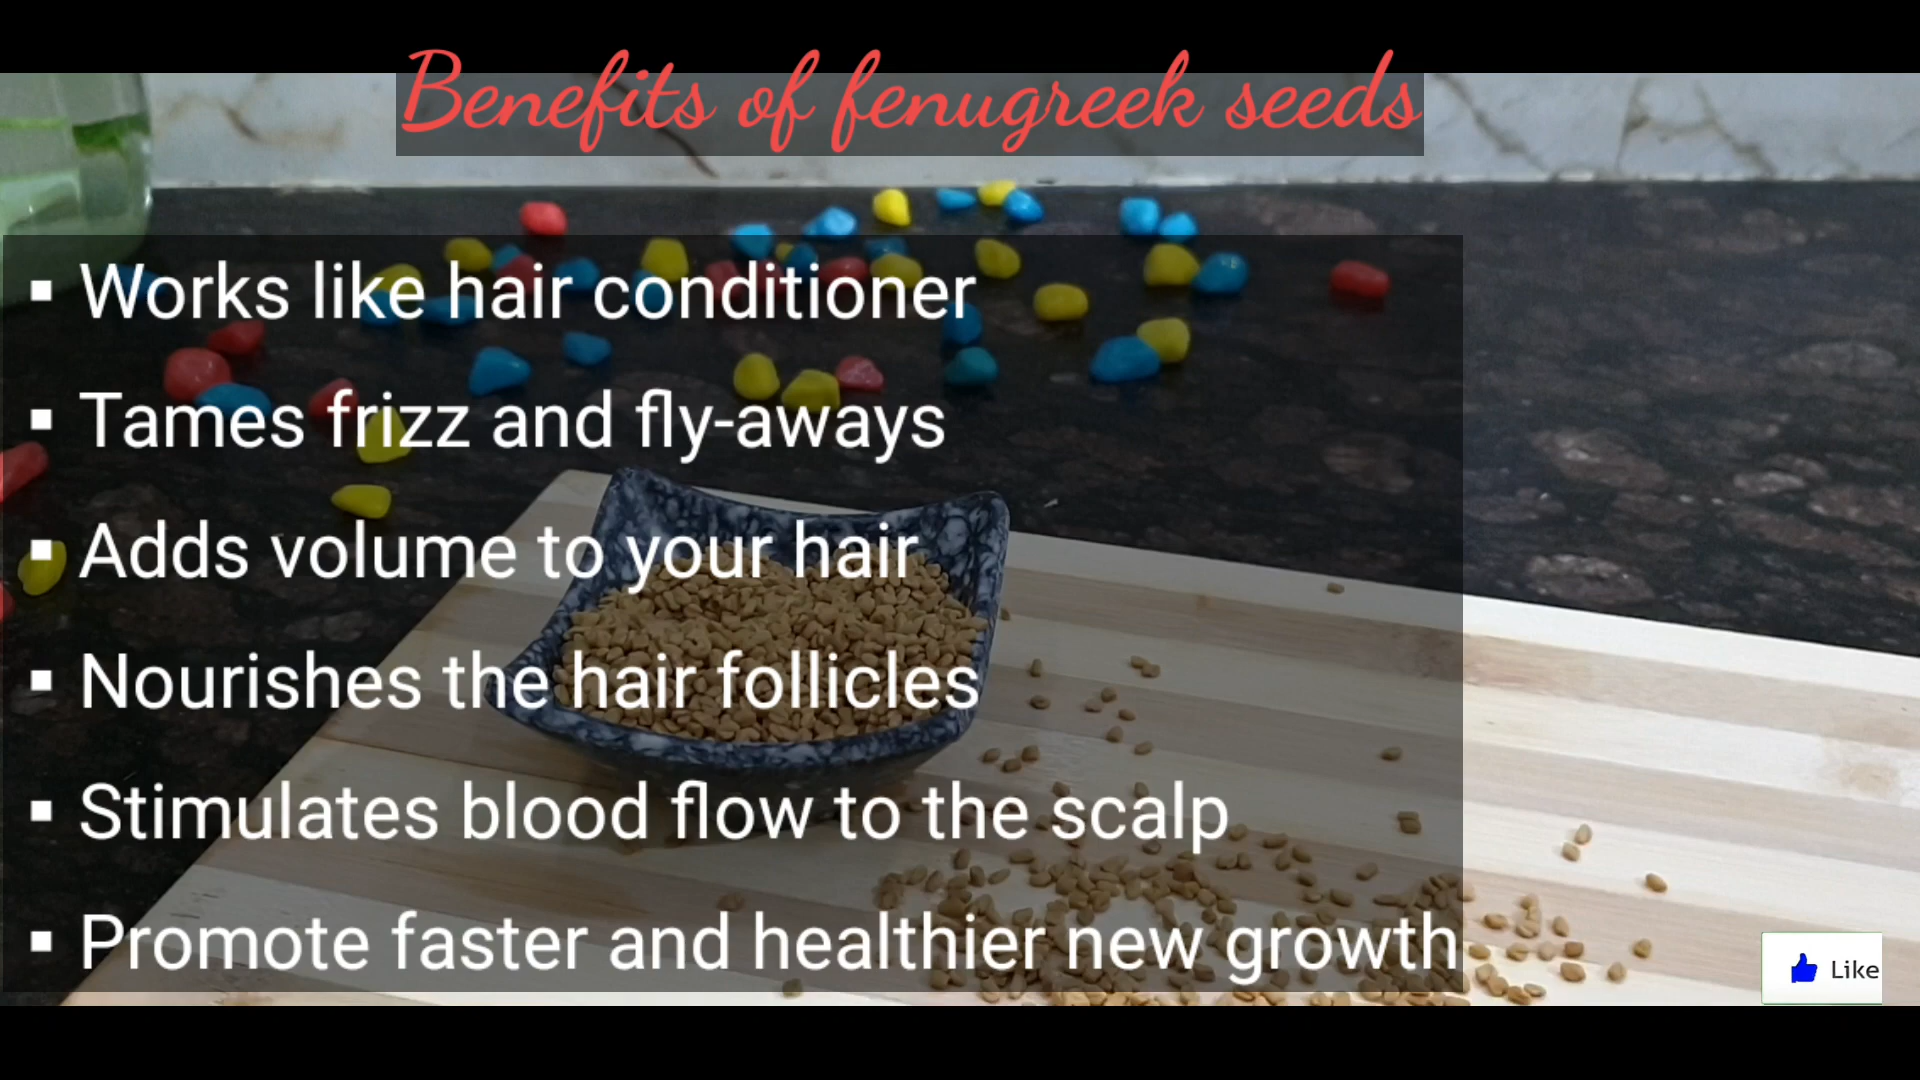 Benefits of fenugreek seeds
▪ Works like hair conditioner
▪ Tames frizz and fly-aways
▪ Adds volume to your hair
▪ Nourishes the hair follicles
▪ Stimulates blood flow to the scalp
▪ Promote faster and healthier new growth
Like